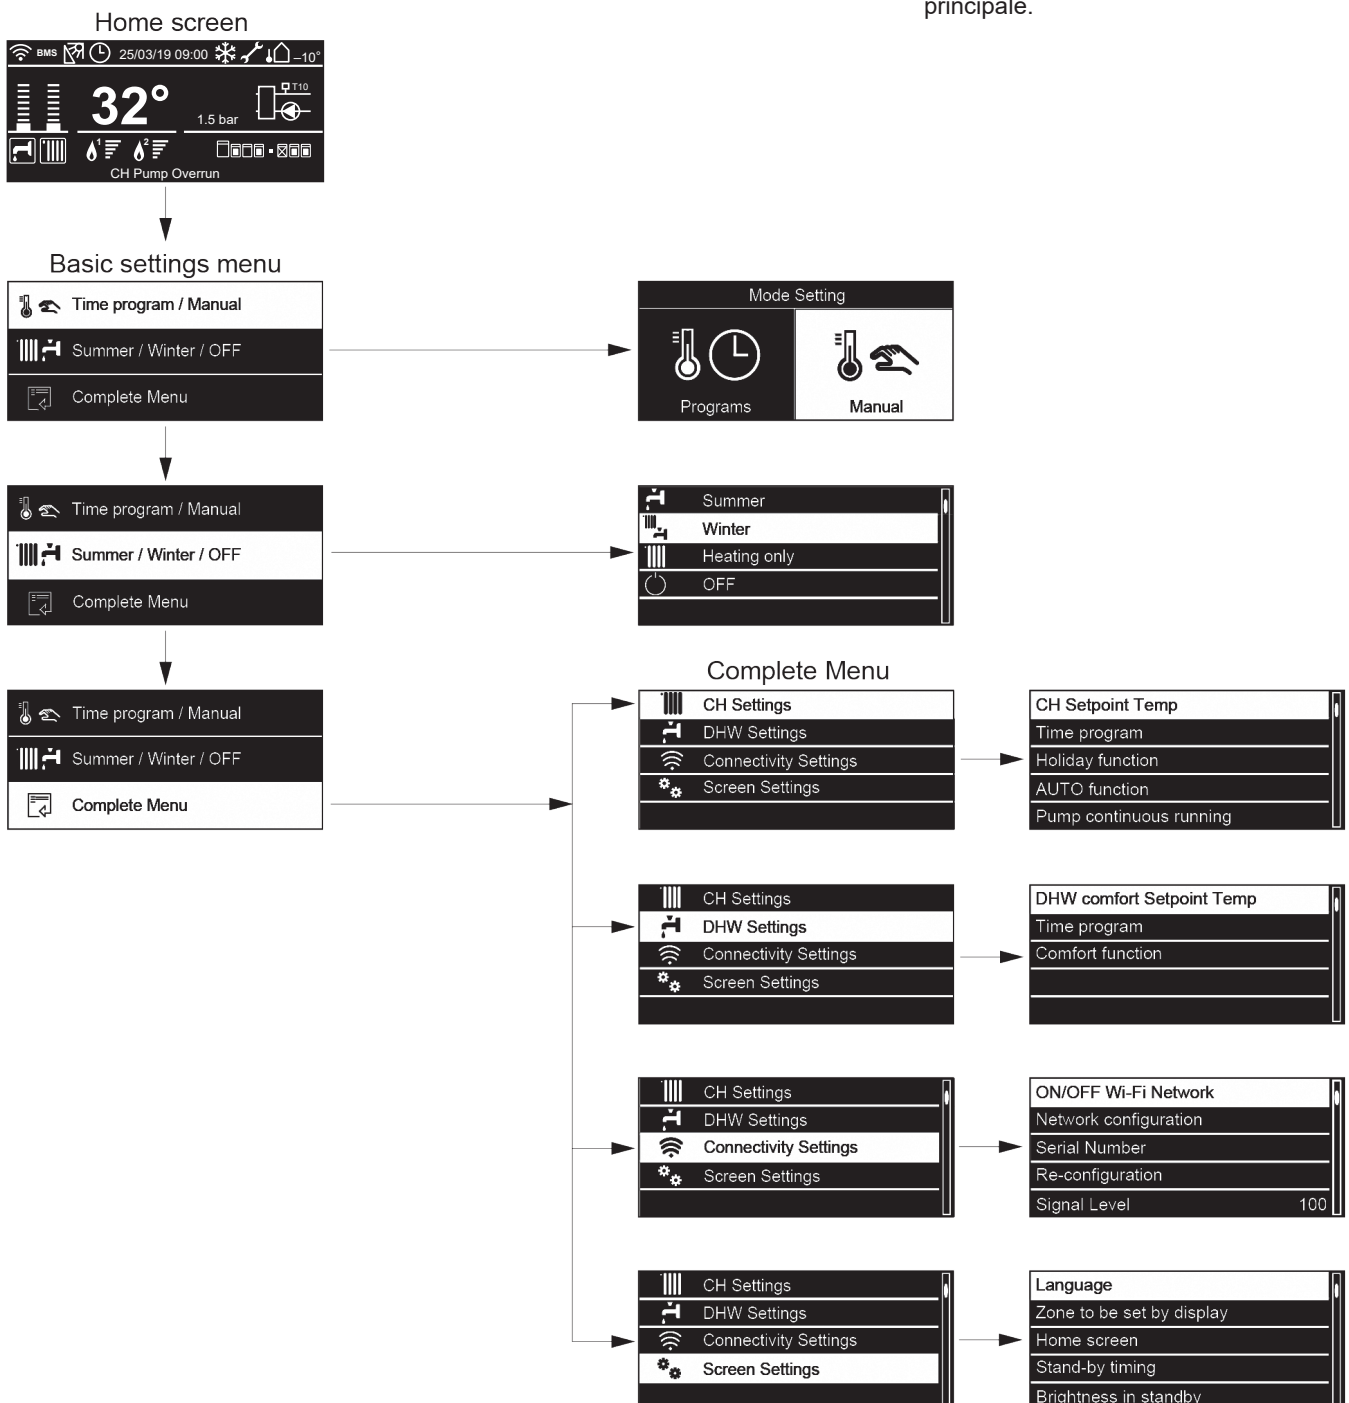 principale.
Home screen
BMS 25/03/19 09:00 –10°
32° T10
1.5 bar
1 2
CH Pump Overrun
Basic settings menu
Time program / Manual
Summer / Winter / OFF
Complete Menu
Mode Setting
Programs Manual
Time program / Manual
Summer / Winter / OFF
Complete Menu
Summer
Winter
Heating only
OFF
Time program / Manual
Summer / Winter / OFF
Complete Menu
Complete Menu
CH Settings
DHW Settings
Connectivity Settings
Screen Settings
CH Setpoint Temp
Time program
Holiday function
AUTO function
Pump continuous running
CH Settings
DHW Settings
Connectivity Settings
Screen Settings
DHW comfort Setpoint Temp
Time program
Comfort function
CH Settings
DHW Settings
Connectivity Settings
Screen Settings
ON/OFF Wi-Fi Network
Network configuration
Serial Number
Re-configuration
Signal Level 100
CH Settings
DHW Settings
Connectivity Settings
Screen Settings
Language
Zone to be set by display
Home screen
Stand-by timing
Brightness in standby